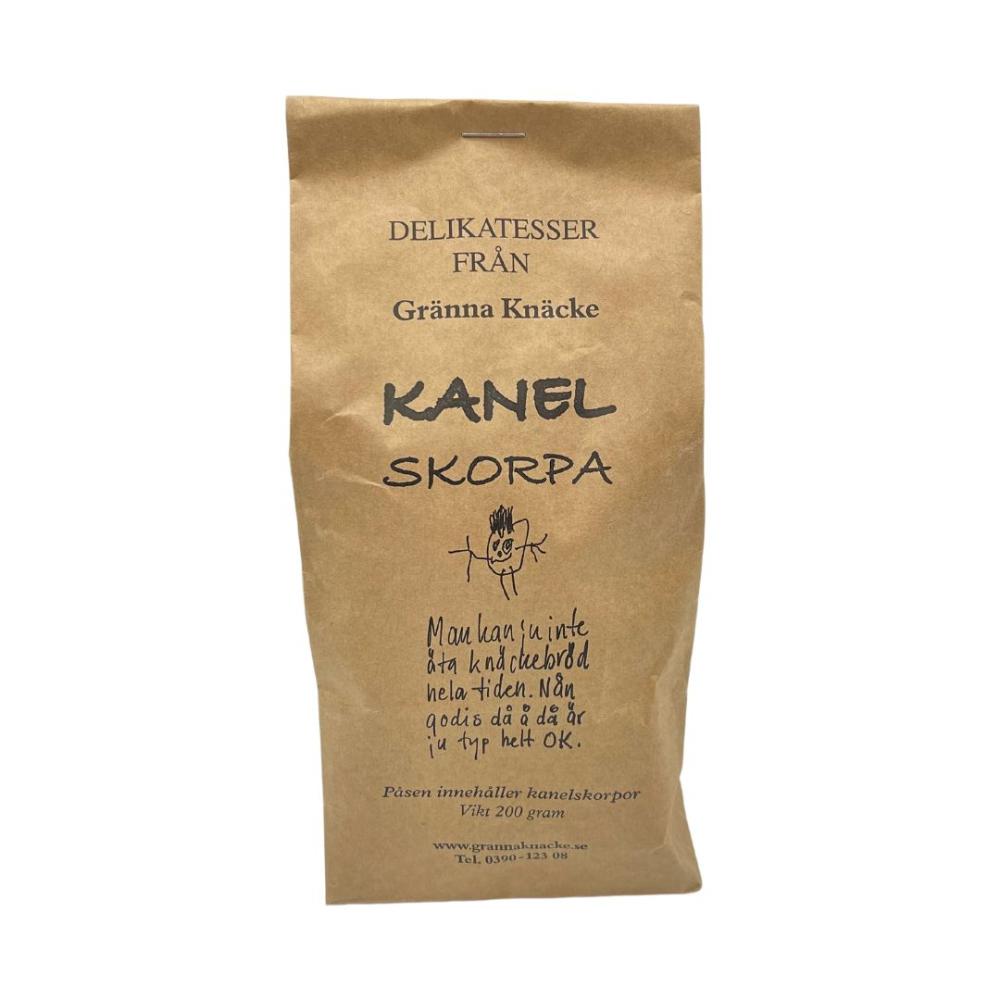 DELIKATESSER
FRÅN
Gränna Knäcke
KANEL
SKORPA
Man kan ju inte
äta knäckebröd
hela tiden. Nån
godis då å då är
ju typ helt OK.
Påsen innehåller kanelskorpor
Vikt 200 gram
www.grannaknacke.se
Tel. 0390-123 08